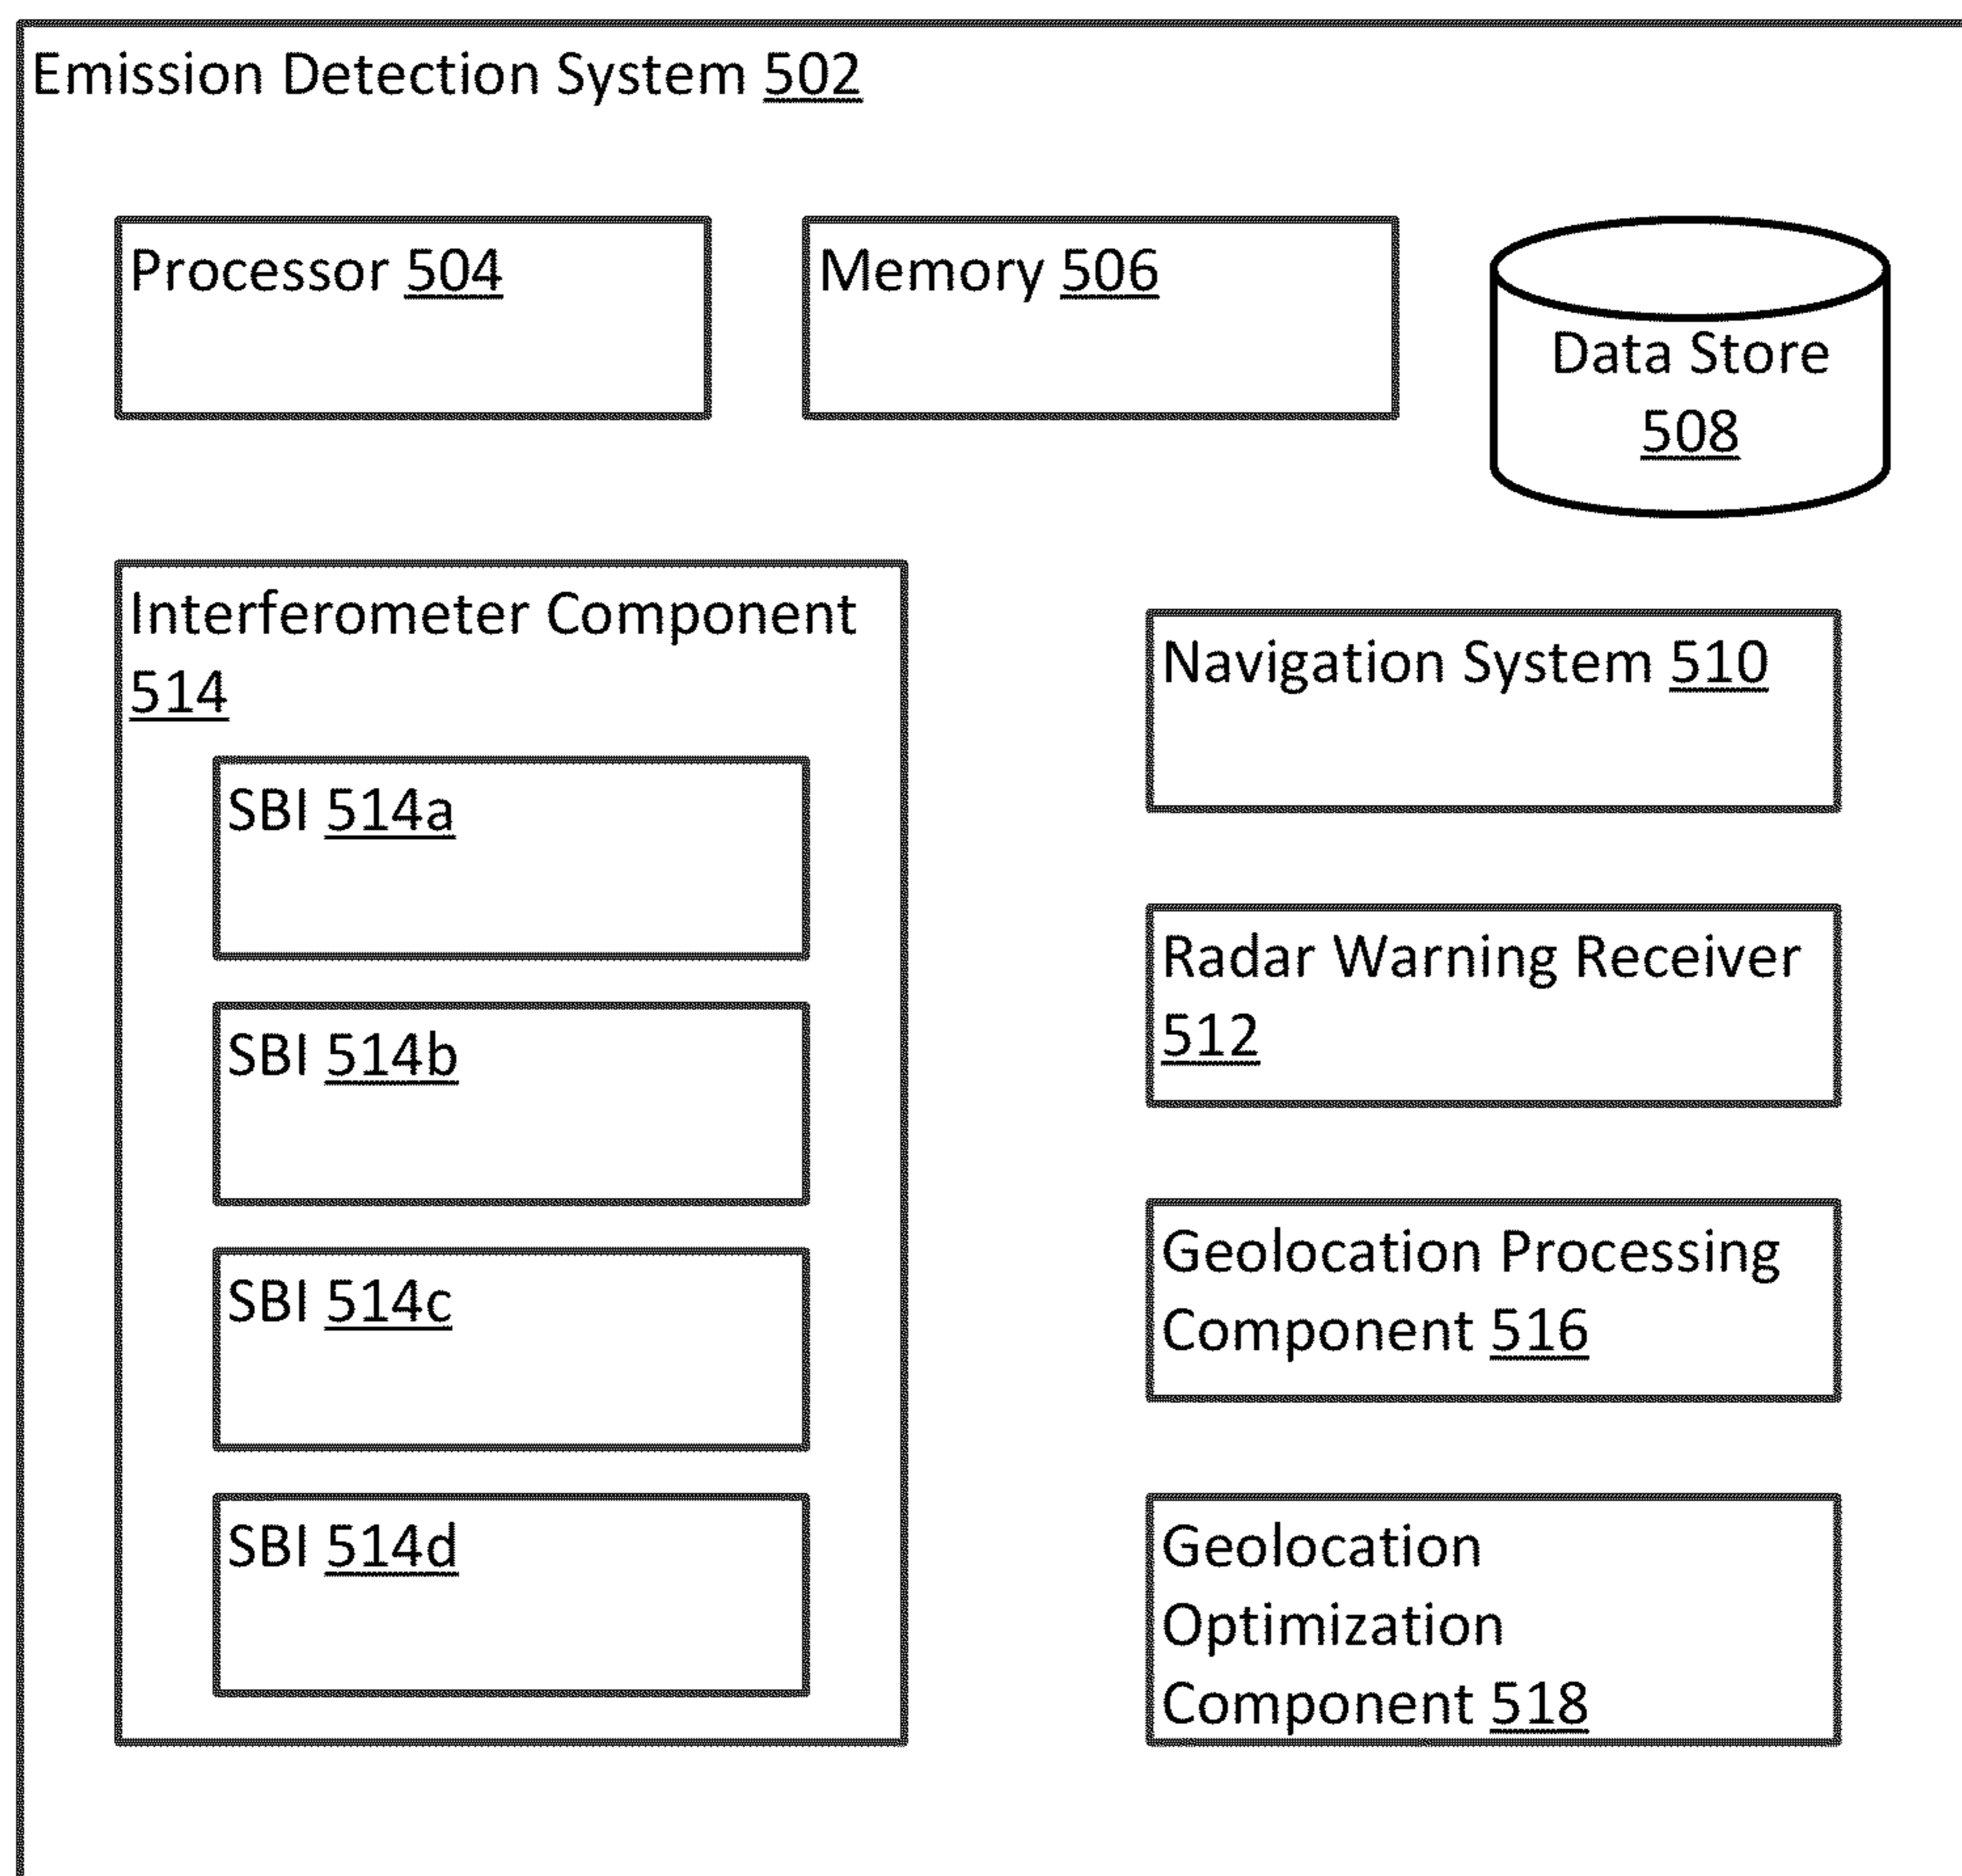 Emission Detection System 502
Processor 504
Memory 506
Data Store
508
Interferometer Component
514
SBI 514a
SBI 514b
SBI 514c
SBI 514d
Navigation System 510
Radar Warning Receiver
512
Geolocation Processing
Component 516
Geolocation
Optimization
Component 518